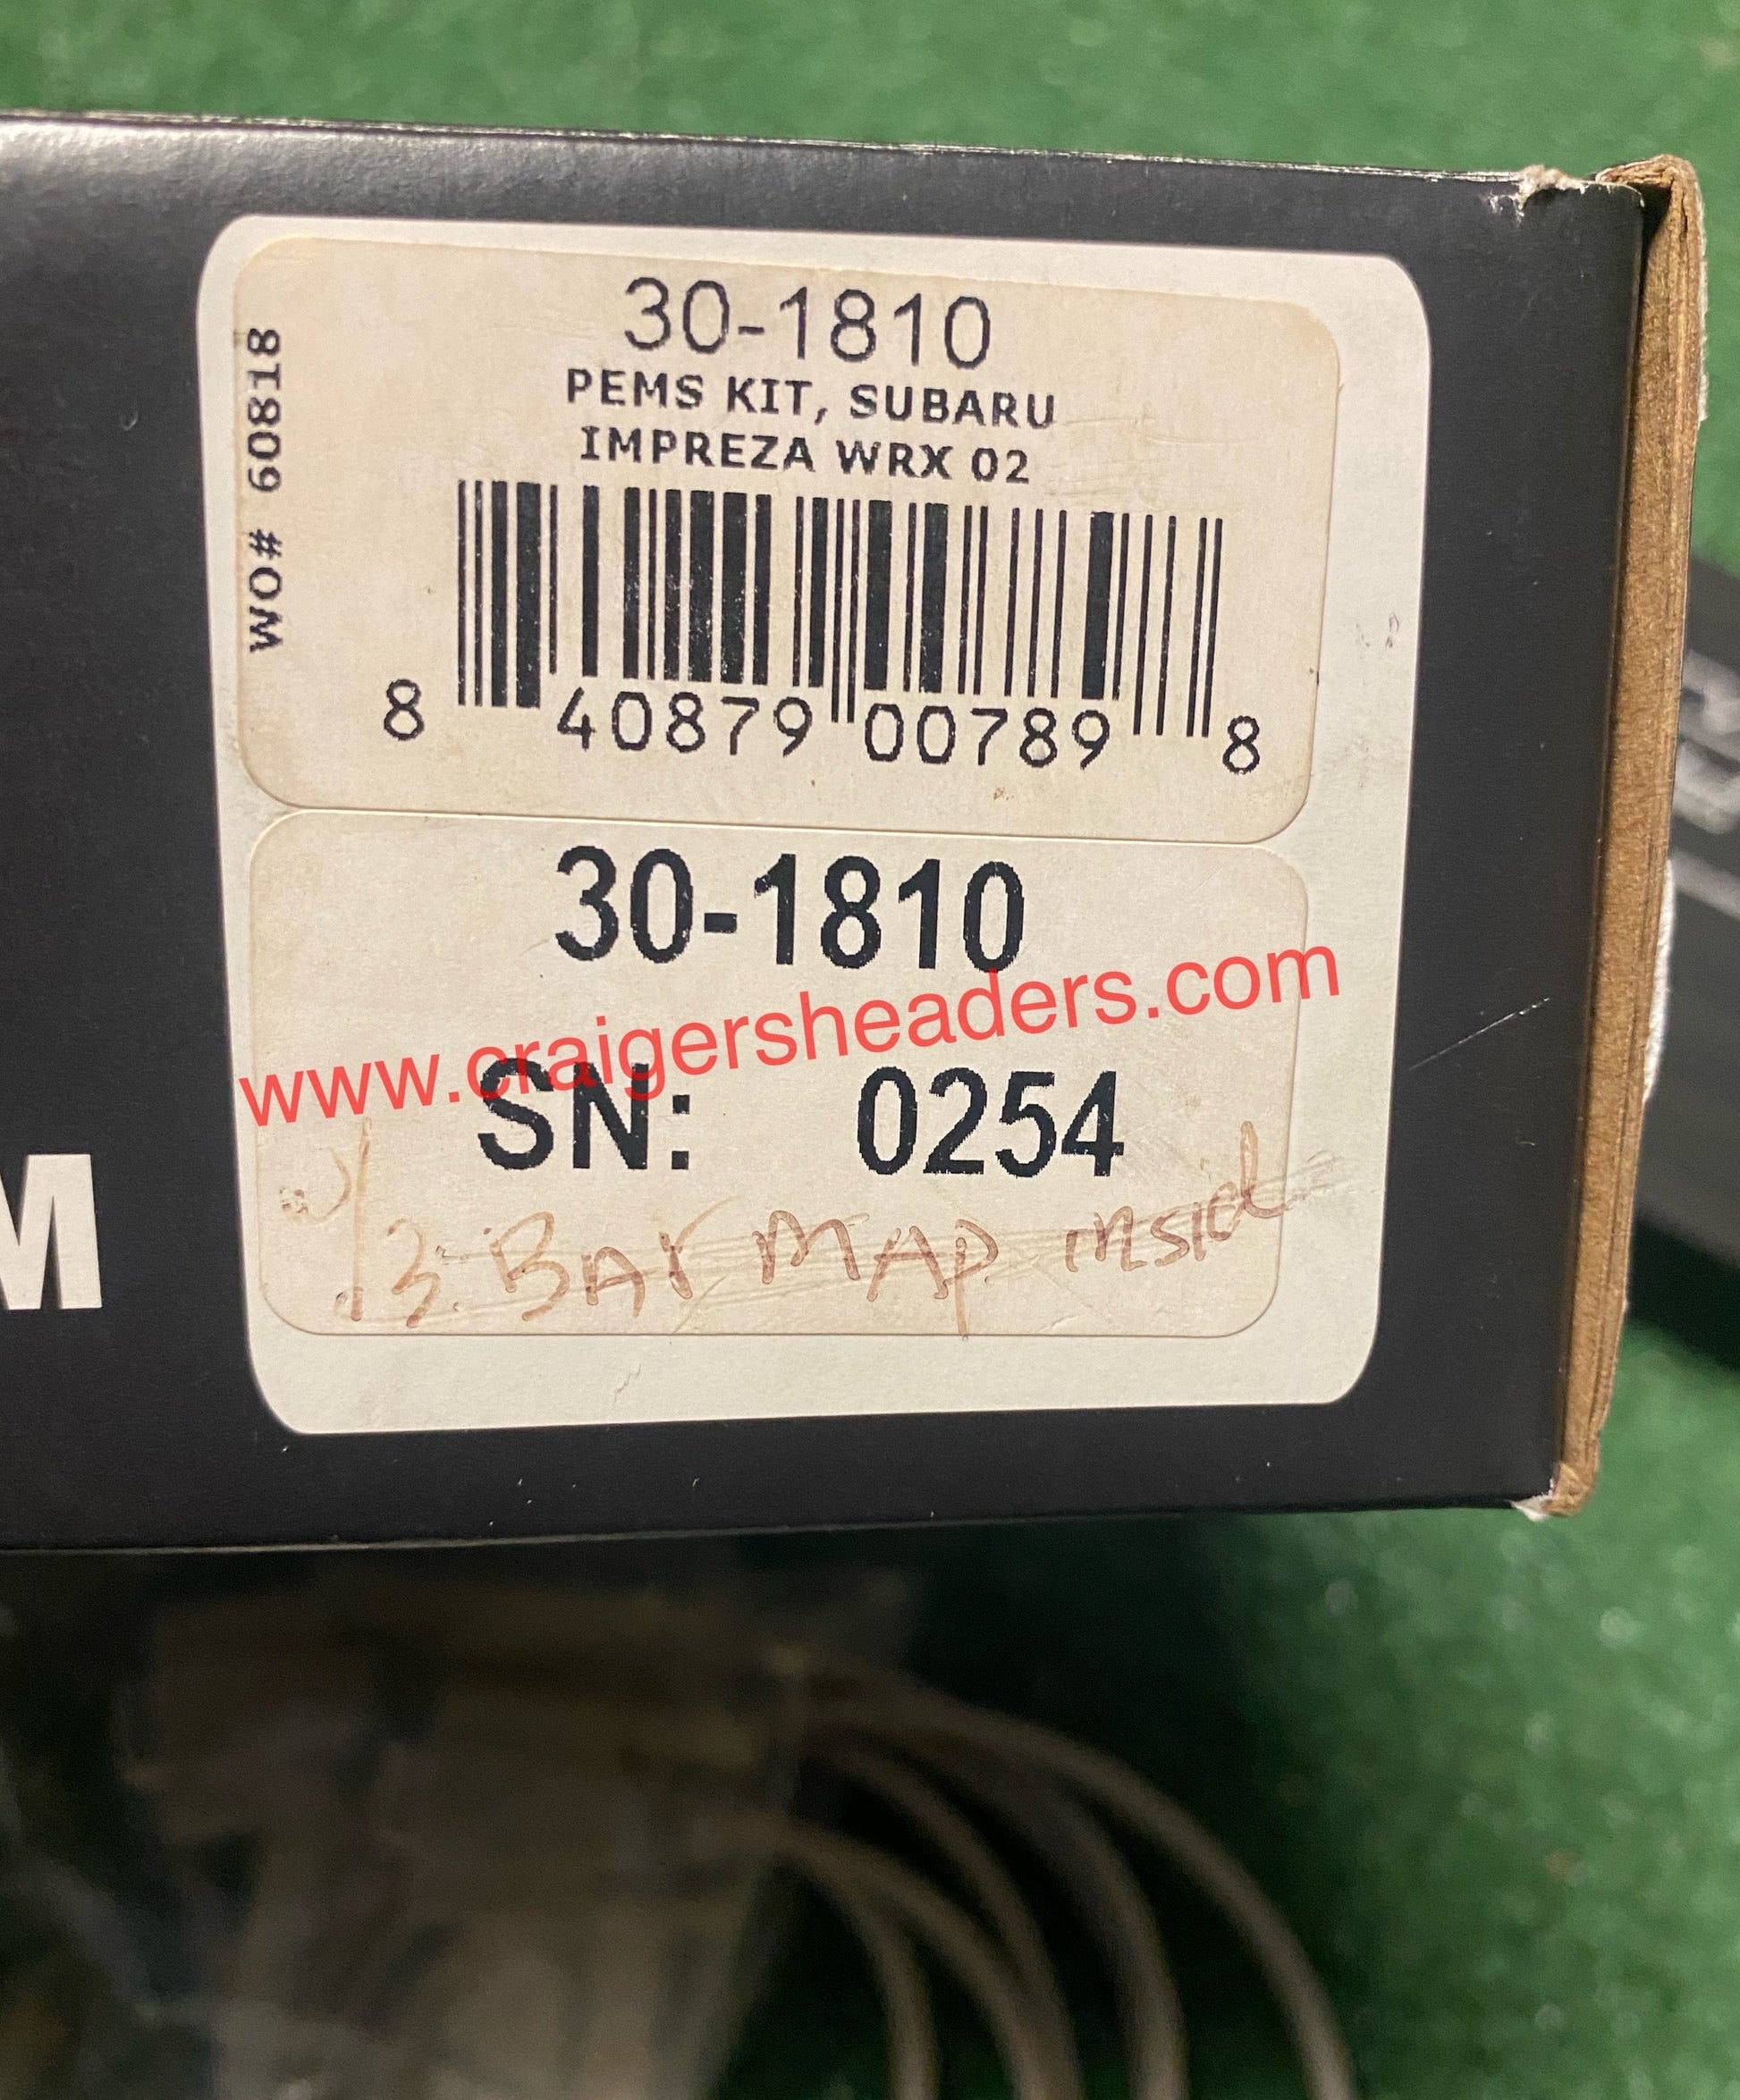 30-1810
PEMS KIT, SUBARU
IMPREZA WRX 02
WO# 60818
8 40879 00789 8
30-1810
www.craigersheaders.com
SN: 0254
w/3 BAr MAP insid
M